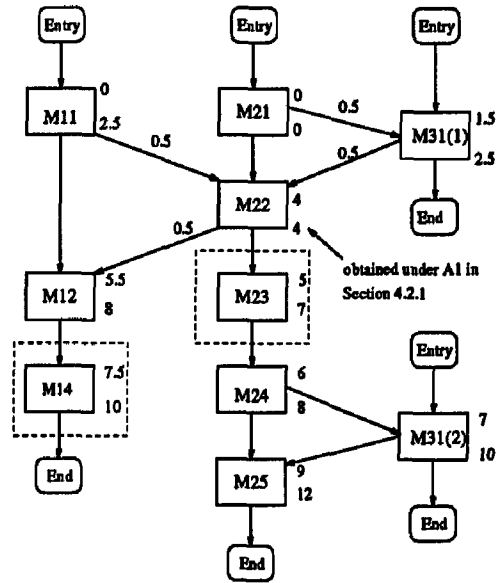 Entry
Entry
Entry
M11
0
2.5
M21
0
0
M31(1)
1.5
2.5
0.5
0.5
0.5
M22
4
4
End
0.5
obtained under A1 in
Section 4.2.1
M12
5.5
8
M23
5
7
M14
7.5
10
M24
6
8
Entry
M31(2)
7
10
M25
9
12
End
End
End